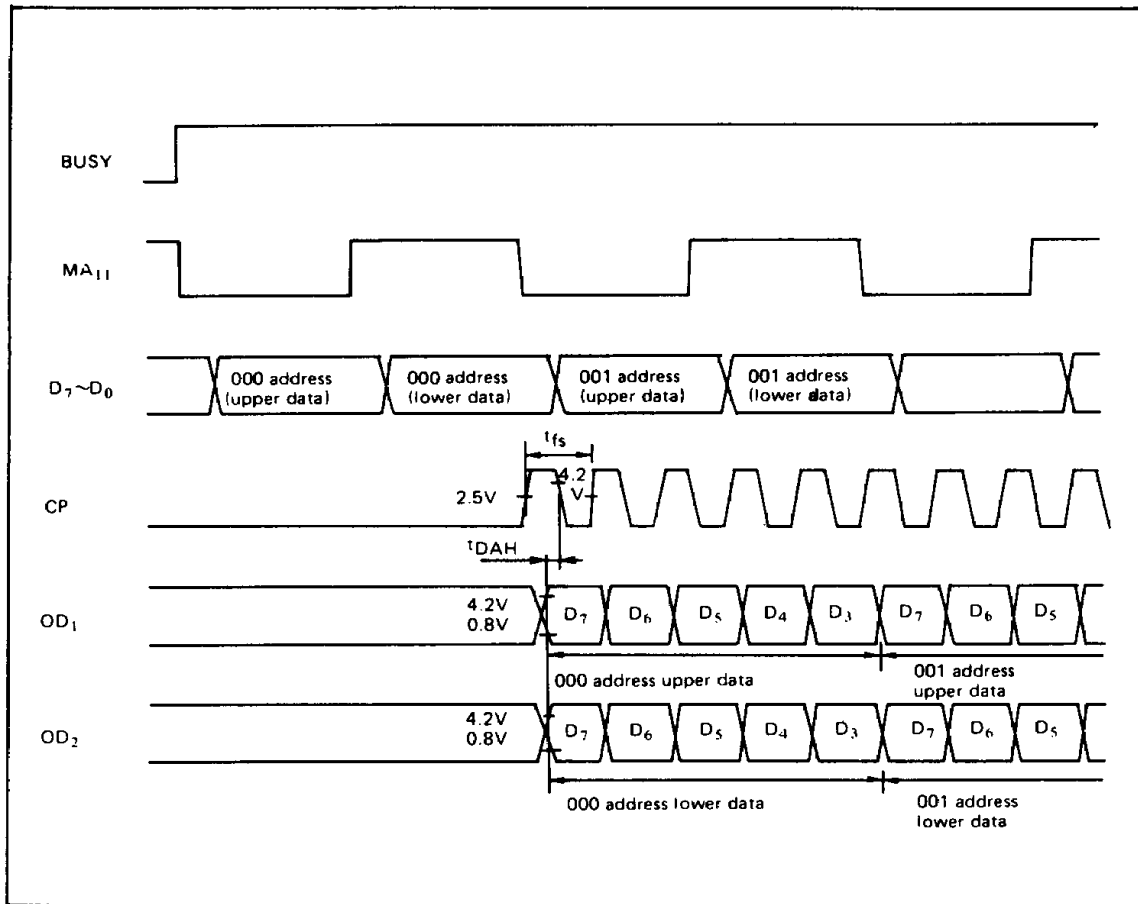 BUSY
MA11
D7~D0
000 address
(upper data)
000 address
(lower data)
001 address
(upper data)
001 address
(lower data)
tfs
CP
2.5V
4.2
V
tDAH
OD1
4.2V
0.8V
D7 D6 D5 D4 D3 D7 D6 D5
000 address upper data
001 address
upper data
OD2
4.2V
0.8V
D7 D6 D5 D4 D3 D7 D6 D5
000 address lower data
001 address
lower data